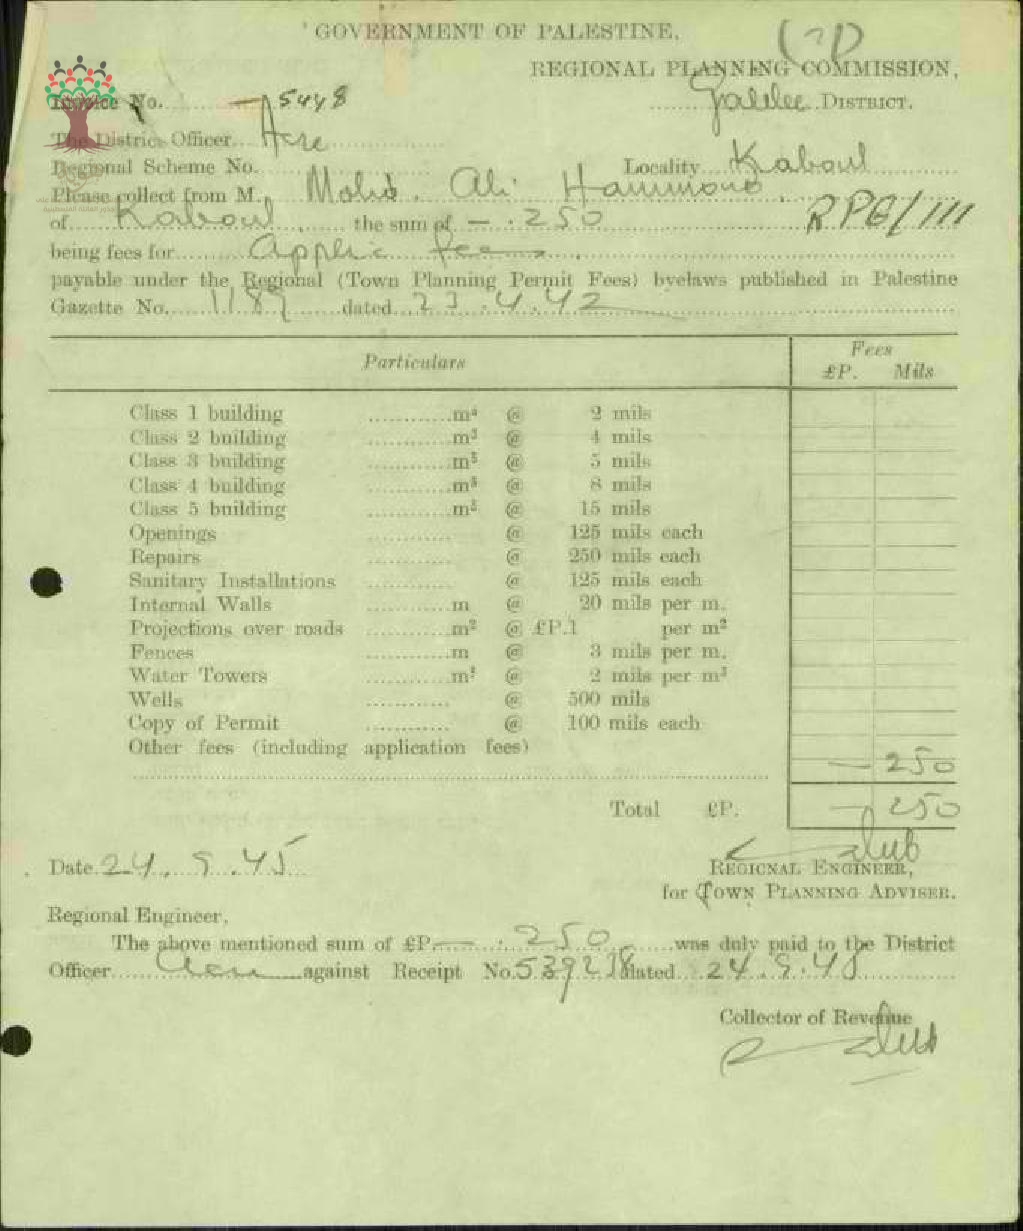 GOVERNMENT OF PALESTINE.
REGIONAL PLANNING COMMISSION,
Invoice No. 5448 Galilee DISTRICT.
The District Officer Acre
Regional Scheme No. Locality Kaboul
Please collect from M. Mohd. Ali Hammoud
of Kaboul the sum of — .250 RPG/111
being fees for Applic fees
payable under the Regional (Town Planning Permit Fees) byelaws published in Palestine
Gazette No. 1189 dated 23.4.42
Particulars Fees
£P. Mils
Class 1 building m³ @ 2 mils
Class 2 building m³ @ 4 mils
Class 3 building m³ @ 5 mils
Class 4 building m³ @ 8 mils
Class 5 building m³ @ 15 mils
Openings @ 125 mils each
Repairs @ 250 mils each
Sanitary Installations @ 125 mils each
Internal Walls m @ 20 mils per m.
Projections over roads m² @ £P.1 per m²
Fences m @ 3 mils per m.
Water Towers m³ @ 2 mils per m³
Wells @ 500 mils
Copy of Permit @ 100 mils each
Other fees (including application fees)
— 250
Total £P. — 250
Date 24.9.45
REGIONAL ENGINEER,
for TOWN PLANNING ADVISER.
Regional Engineer,
The above mentioned sum of £P. — .250 was duly paid to the District
Officer Acre against Receipt No. dated 24.9.45
Collector of Revenue